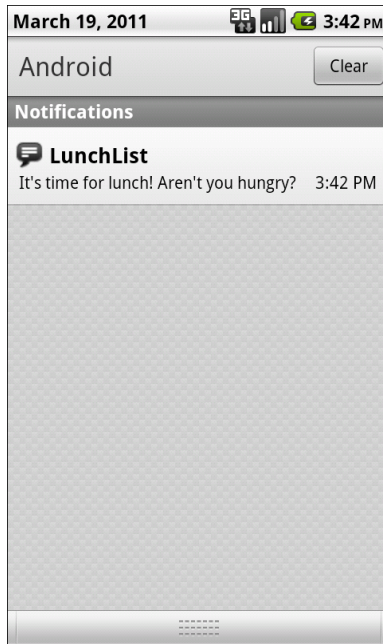 March 19, 2011 3G 3:42 PM
Android Clear
Notifications
LunchList
It's time for lunch! Aren't you hungry? 3:42 PM